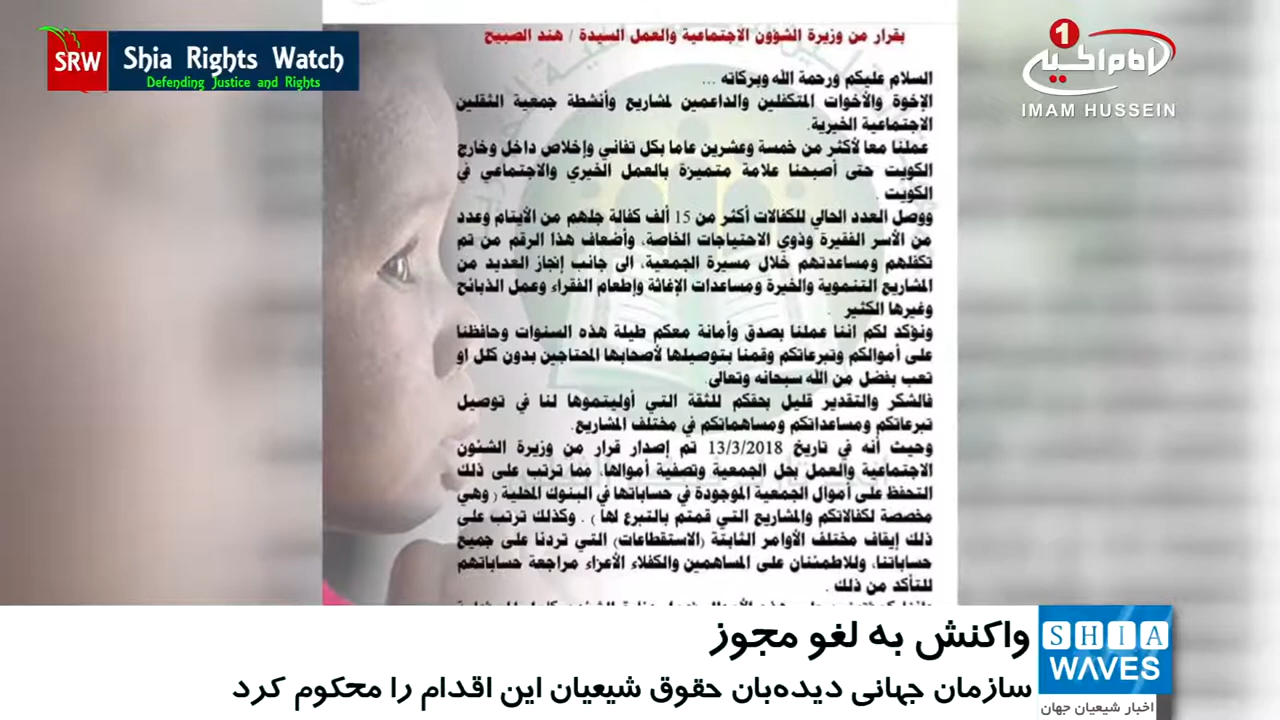 SRW
Shia Rights Watch
Defending Justice and Rights
1
IMAM HUSSEIN
بقرار من وزيرة الشؤون الاجتماعية والعمل السيدة / هند الصبيح
السلام عليكم ورحمة الله وبركاته ...
الإخوة والأخوات المتكفلين والداعمين لمشاريع وأنشطة جمعية الثقلين
الاجتماعية الخيرية.
عملنا معا لأكثر من خمسة وعشرين عاما بكل تفاني وإخلاص داخل وخارج
الكويت حتى أصبحنا علامة متميزة بالعمل الخيري والاجتماعي في
الكويت .
ووصل العدد الحالي للكفالات أكثر من 15 ألف كفالة جلهم من الأيتام وعدد
من الأسر الفقيرة وذوي الاحتياجات الخاصة، وأضعاف هذا الرقم من تم
تكفلهم ومساعدتهم خلال مسيرة الجمعية، الى جانب إنجاز العديد من
المشاريع التنموية والخيرة ومساعدات الإغاثة وإطعام الفقراء وعمل الذبائح
وغيرها الكثير .
ونؤكد لكم أننا عملنا بصدق وأمانة معكم طيلة هذه السنوات وحافظنا
على أموالكم وتبرعاتكم وقمنا بتوصيلها لأصحابها المحتاجين بدون كلل او
تعب بفضل من الله سبحانه وتعالى.
فالشكر والتقدير قليل بحقكم للثقة التي أوليتموها لنا في توصيل
تبرعاتكم ومساعداتكم ومساهماتكم في مختلف المشاريع.
وحيث أنه في تاريخ 13/3/2018 تم إصدار قرار من وزيرة الشئون
الاجتماعية والعمل بحل الجمعية وتصفية أموالها، مما ترتب على ذلك
التحفظ على أموال الجمعية الموجودة في حساباتها في البنوك المحلية ( وهي
مخصصة لكفالاتكم والمشاريع التي قمتم بالتبرع لها ) . وكذلك ترتب على
ذلك إيقاف مختلف الأوامر الثابتة (الاستقطاعات) التي تردنا على جميع
حساباتنا، وللاطمئنان على المساهمين والكفلاء الأعزاء مراجعة حساباتهم
للتأكد من ذلك .
واکنش به لغو مجوز
سازمان جهانی دیده‌بان حقوق شیعیان این اقدام را محکوم کرد
SHIA
WAVES
اخبار شیعیان جهان